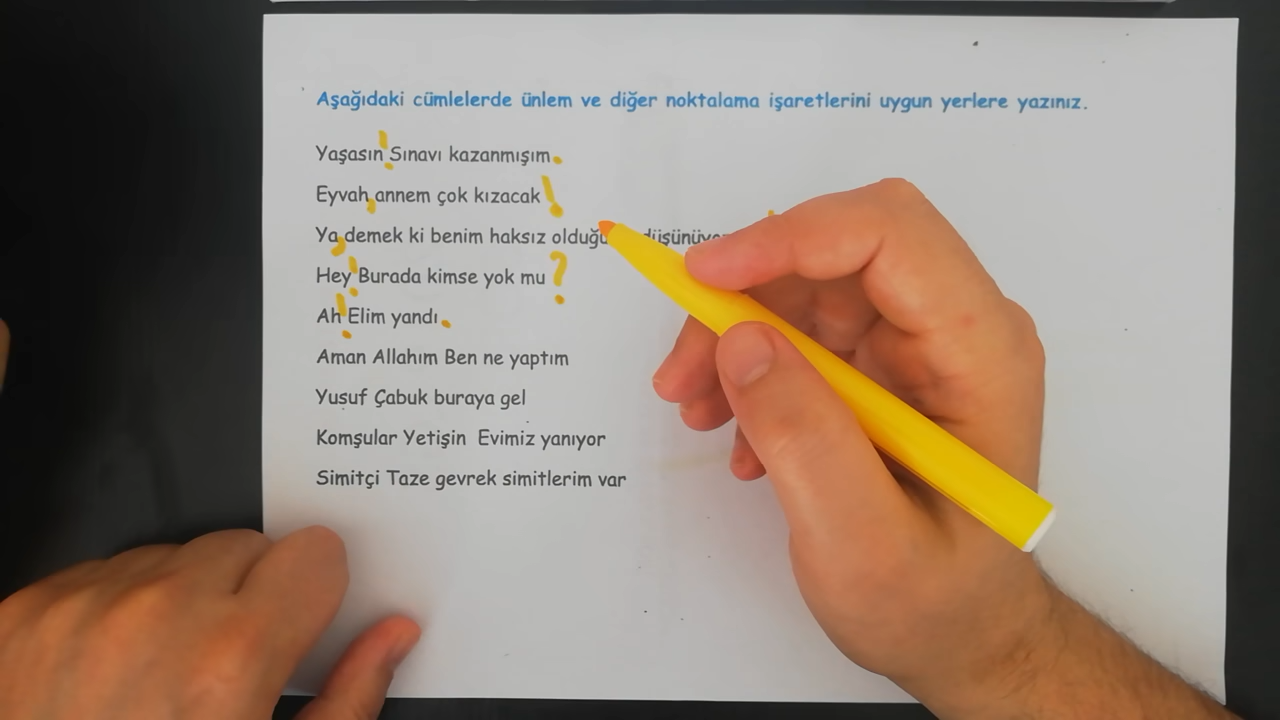 Aşağıdaki cümlelerde ünlem ve diğer noktalama işaretlerini uygun yerlere yazınız.
Yaşasın! Sınavı kazanmışım.
Eyvah, annem çok kızacak!
Ya, demek ki benim haksız
Hey! Burada kimse yok mu?
Ah! Elim yandı.
Aman Allahım Ben ne yaptım
Yusuf Çabuk buraya gel
Komşular Yetişin Evimiz yanıyor
Simitçi Taze gevrek simitlerim var